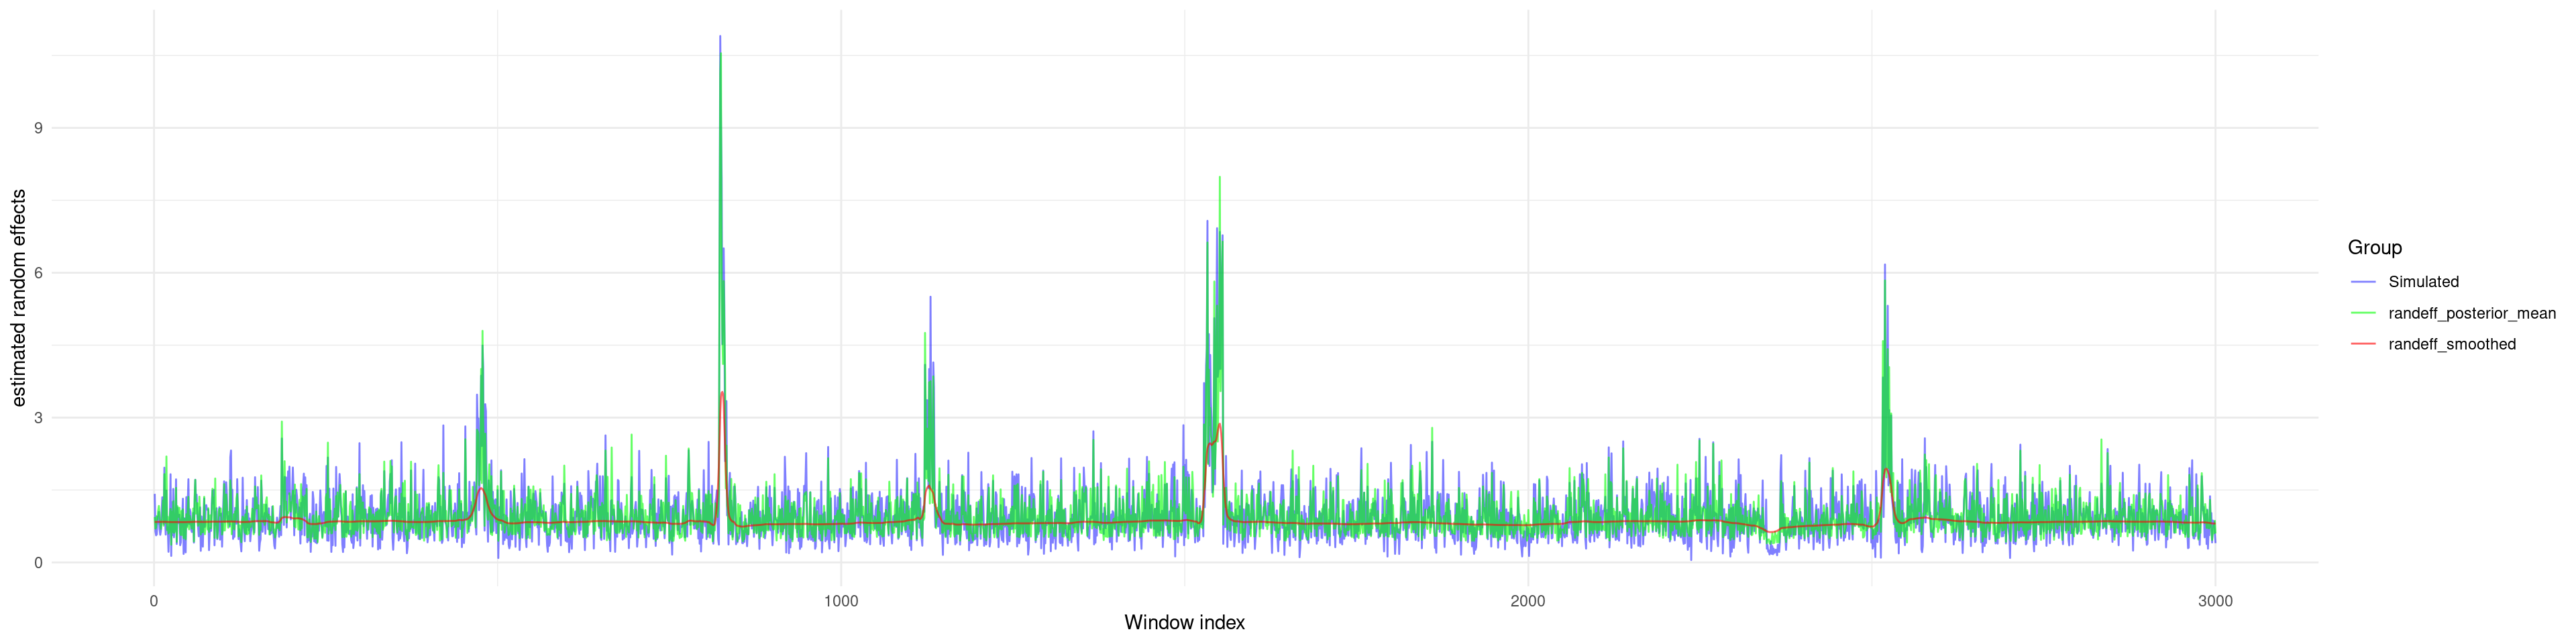 estimated random effects
9
6
3
0
0
1000
2000
3000
Window index
Group
Simulated
randeff_posterior_mean
randeff_smoothed